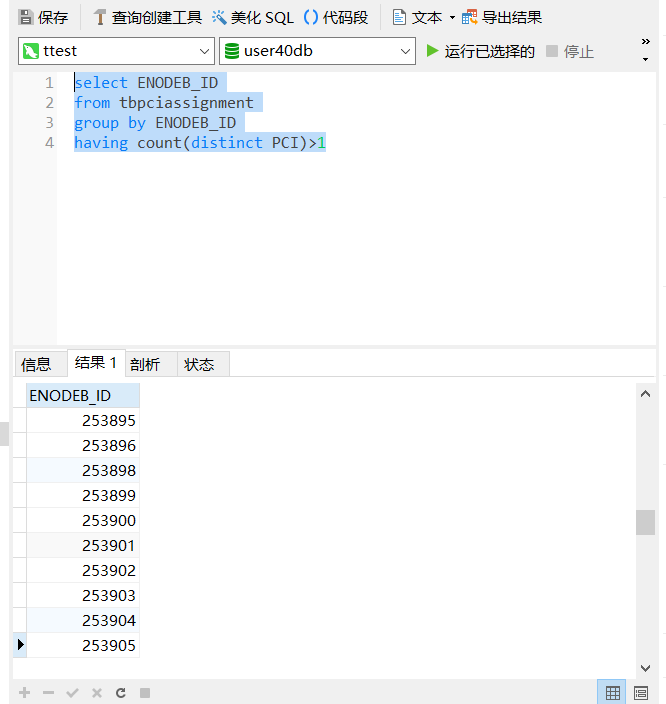 保存 查询创建工具 美化 SQL () 代码段 文本 导出结果
ttest user40db 运行已选择的 停止
1 select ENODEB_ID
2 from tbpciassignment
3 group by ENODEB_ID
4 having count(distinct PCI)>1
信息 结果 1 剖析 状态
ENODEB_ID
253895
253896
253898
253899
253900
253901
253902
253903
253904
253905